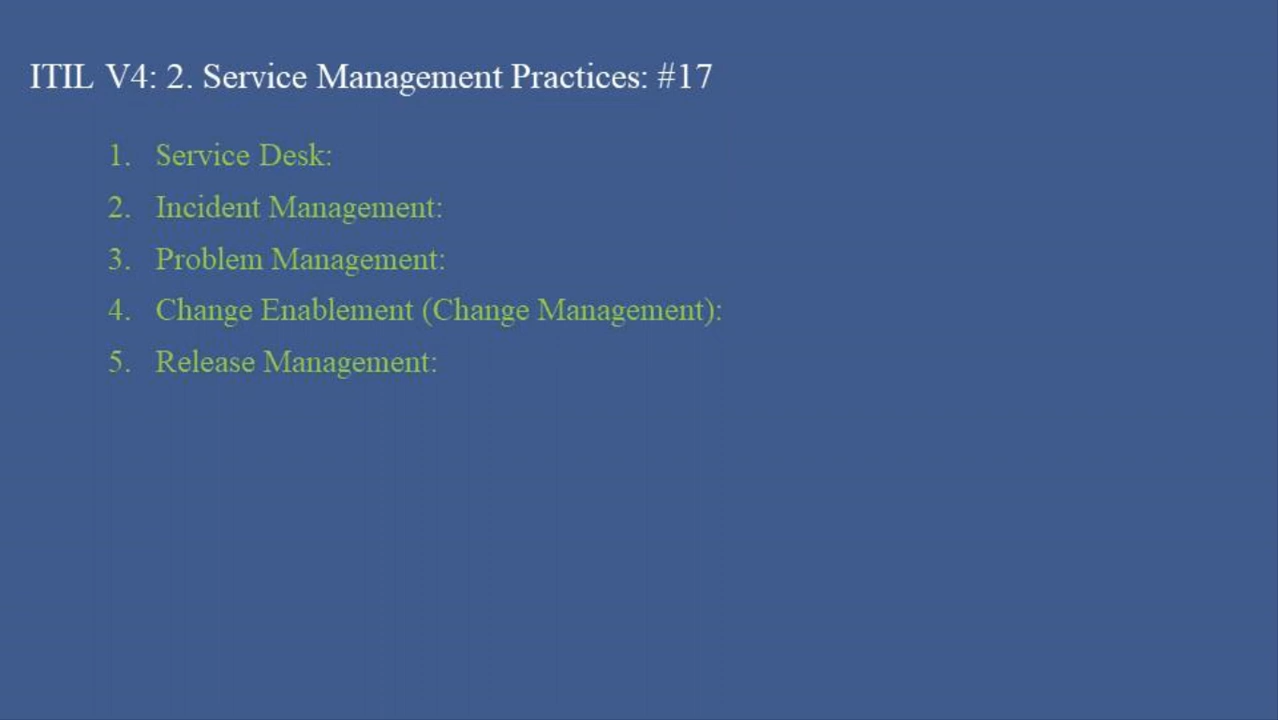 ITIL V4: 2. Service Management Practices: #17
1. Service Desk:
2. Incident Management:
3. Problem Management:
4. Change Enablement (Change Management):
5. Release Management: